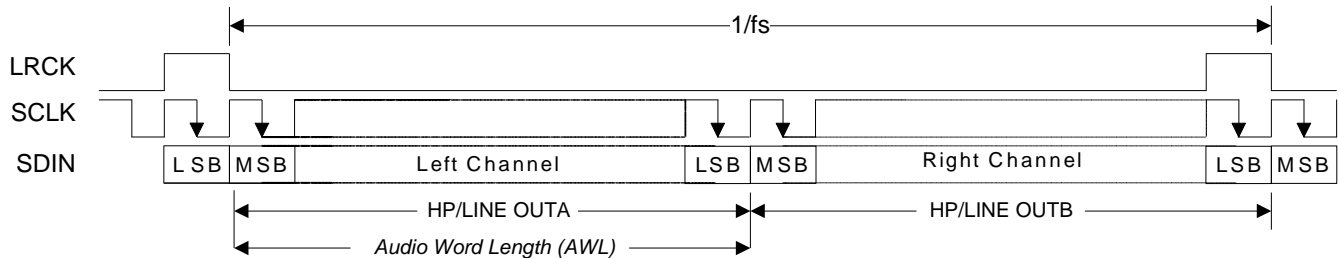 1/fs
LRCK
SCLK
SDIN
LSB MSB Left Channel LSB MSB Right Channel LSB MSB
HP/LINE OUTA HP/LINE OUTB
Audio Word Length (AWL)